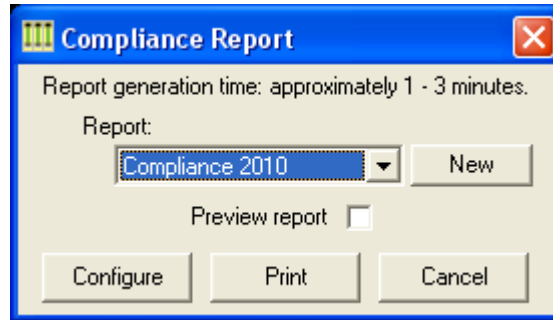 Compliance Report
Report generation time: approximately 1 - 3 minutes.
Report:
Compliance 2010
New
Preview report
Configure Print Cancel